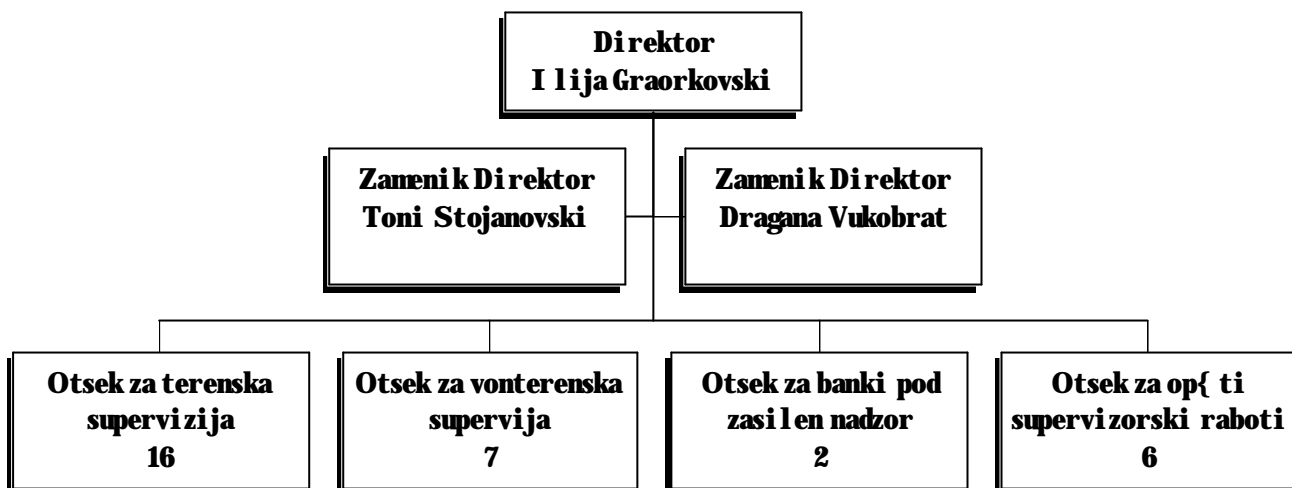 Direktor
Ilija Graorkovski
Zamenik Direktor
Toni Stojanovski
Zamenik Direktor
Dragana Vukobrat
Otsek za terenska
supervizija
16
Otsek za vonterenska
supervija
7
Otsek za banki pod
zasilen nadzor
2
Otsek za op{ti
supervizorski raboti
6